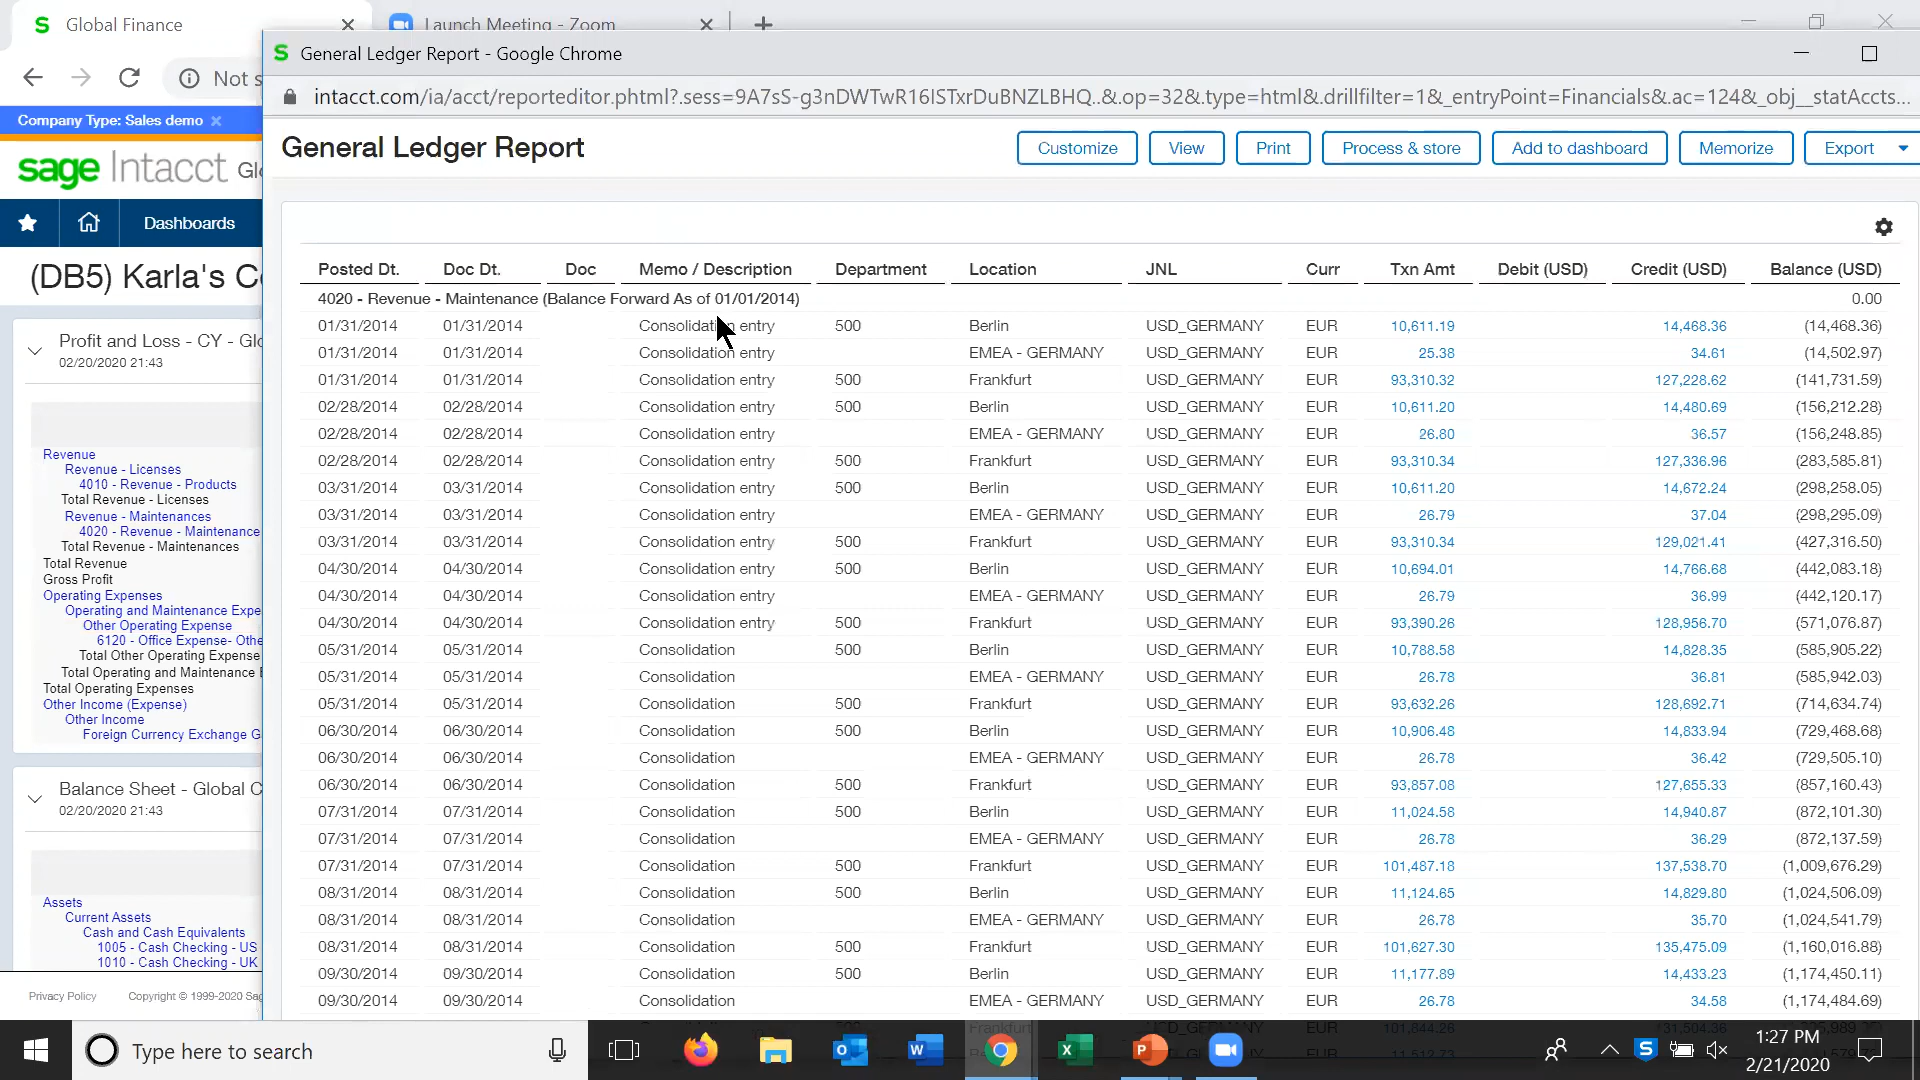 Global Finance
Launch Meeting - Zoom
General Ledger Report - Google Chrome
Not s
intacct.com/ia/acct/reporteditor.phtml?.sess=9A7sS-g3nDWTwR16ISTxrDuBNZLBHQ..&.op=32&.type=html&.drillfilter=1&_entryPoint=Financials&.ac=124&_obj__statAccts...
Company Type: Sales demo
General Ledger Report
Customize View Print Process & store Add to dashboard Memorize Export
sage Intacct Glo
Dashboards
(DB5) Karla's C
Posted Dt. Doc Dt. Doc Memo / Description Department Location JNL Curr Txn Amt Debit (USD) Credit (USD) Balance (USD)
4020 - Revenue - Maintenance (Balance Forward As of 01/01/2014) 0.00
01/31/2014 01/31/2014 Consolidation entry 500 Berlin USD_GERMANY EUR 10,611.19 14,468.36 (14,468.36)
01/31/2014 01/31/2014 Consolidation entry EMEA - GERMANY USD_GERMANY EUR 25.38 34.61 (14,502.97)
01/31/2014 01/31/2014 Consolidation entry 500 Frankfurt USD_GERMANY EUR 93,310.32 127,228.62 (141,731.59)
02/28/2014 02/28/2014 Consolidation entry 500 Berlin USD_GERMANY EUR 10,611.20 14,480.69 (156,212.28)
02/28/2014 02/28/2014 Consolidation entry EMEA - GERMANY USD_GERMANY EUR 26.80 36.57 (156,248.85)
02/28/2014 02/28/2014 Consolidation entry 500 Frankfurt USD_GERMANY EUR 93,310.34 127,336.96 (283,585.81)
03/31/2014 03/31/2014 Consolidation entry 500 Berlin USD_GERMANY EUR 10,611.20 14,672.24 (298,258.05)
03/31/2014 03/31/2014 Consolidation entry EMEA - GERMANY USD_GERMANY EUR 26.79 37.04 (298,295.09)
03/31/2014 03/31/2014 Consolidation entry 500 Frankfurt USD_GERMANY EUR 93,310.34 129,021.41 (427,316.50)
04/30/2014 04/30/2014 Consolidation entry 500 Berlin USD_GERMANY EUR 10,694.01 14,766.68 (442,083.18)
04/30/2014 04/30/2014 Consolidation entry EMEA - GERMANY USD_GERMANY EUR 26.79 36.99 (442,120.17)
04/30/2014 04/30/2014 Consolidation entry 500 Frankfurt USD_GERMANY EUR 93,390.26 128,956.70 (571,076.87)
05/31/2014 05/31/2014 Consolidation 500 Berlin USD_GERMANY EUR 10,788.58 14,828.35 (585,905.22)
05/31/2014 05/31/2014 Consolidation EMEA - GERMANY USD_GERMANY EUR 26.78 36.81 (585,942.03)
05/31/2014 05/31/2014 Consolidation 500 Frankfurt USD_GERMANY EUR 93,632.26 128,692.71 (714,634.74)
06/30/2014 06/30/2014 Consolidation 500 Berlin USD_GERMANY EUR 10,906.48 14,833.94 (729,468.68)
06/30/2014 06/30/2014 Consolidation EMEA - GERMANY USD_GERMANY EUR 26.78 36.42 (729,505.10)
06/30/2014 06/30/2014 Consolidation 500 Frankfurt USD_GERMANY EUR 93,857.08 127,655.33 (857,160.43)
07/31/2014 07/31/2014 Consolidation 500 Berlin USD_GERMANY EUR 11,024.58 14,940.87 (872,101.30)
07/31/2014 07/31/2014 Consolidation EMEA - GERMANY USD_GERMANY EUR 26.78 36.29 (872,137.59)
07/31/2014 07/31/2014 Consolidation 500 Frankfurt USD_GERMANY EUR 101,487.18 137,538.70 (1,009,676.29)
08/31/2014 08/31/2014 Consolidation 500 Berlin USD_GERMANY EUR 11,124.65 14,829.80 (1,024,506.09)
08/31/2014 08/31/2014 Consolidation EMEA - GERMANY USD_GERMANY EUR 26.78 35.70 (1,024,541.79)
08/31/2014 08/31/2014 Consolidation 500 Frankfurt USD_GERMANY EUR 101,627.30 135,475.09 (1,160,016.88)
09/30/2014 09/30/2014 Consolidation 500 Berlin USD_GERMANY EUR 11,177.89 14,433.23 (1,174,450.11)
09/30/2014 09/30/2014 Consolidation EMEA - GERMANY USD_GERMANY EUR 26.78 34.58 (1,174,484.69)
Profit and Loss - CY - Glo
02/20/2020 21:43
Revenue
Revenue - Licenses
4010 - Revenue - Products
Total Revenue - Licenses
Revenue - Maintenances
4020 - Revenue - Maintenance
Total Revenue - Maintenances
Total Revenue
Gross Profit
Operating Expenses
Operating and Maintenance Expe
Other Operating Expense
6120 - Office Expense- Othe
Total Other Operating Expense
Total Operating and Maintenance E
Total Operating Expenses
Other Income (Expense)
Other Income
Foreign Currency Exchange G
Balance Sheet - Global C
02/20/2020 21:43
Assets
Current Assets
Cash and Cash Equivalents
1005 - Cash Checking - US
1010 - Cash Checking - UK
Privacy Policy Copyright © 1999-2020 Sag
Type here to search
1:27 PM
2/21/2020